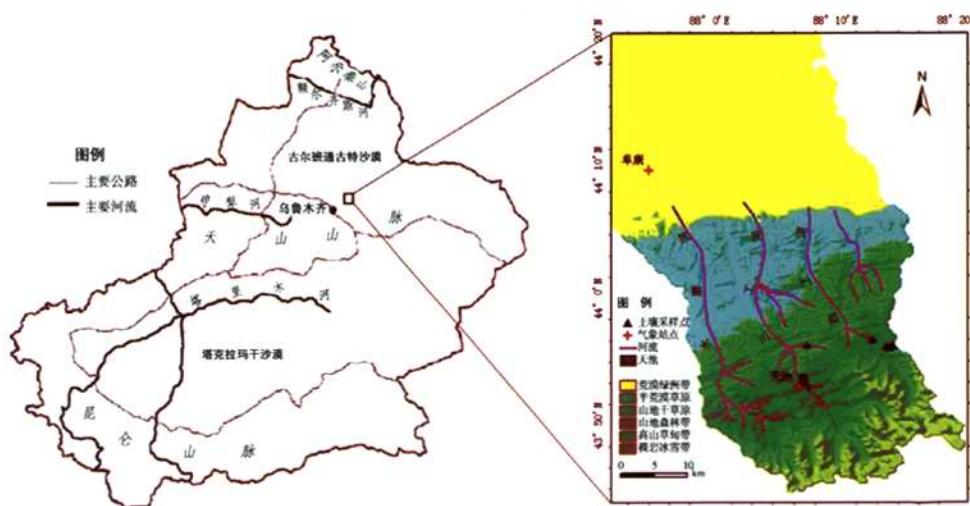 图例
主要公路
主要河流
阿尔泰山
额尔齐斯河
古尔班通古特沙漠
伊犁河
乌鲁木齐
天
山
山
脉
塔里木河
塔克拉玛干沙漠
昆
仑
山
脉
88° 0′ E
88° 10′ E
88° 20
44° 20′ N
44° 10′ N
44° 0′ N
43° 50′ N
N
阜康
图 例
土壤采样点
气象站点
河流
天池
荒漠绿洲带
半荒漠草原
山地干草原
山地森林带
高山草甸带
裸岩冰雪带
0 5 10
km